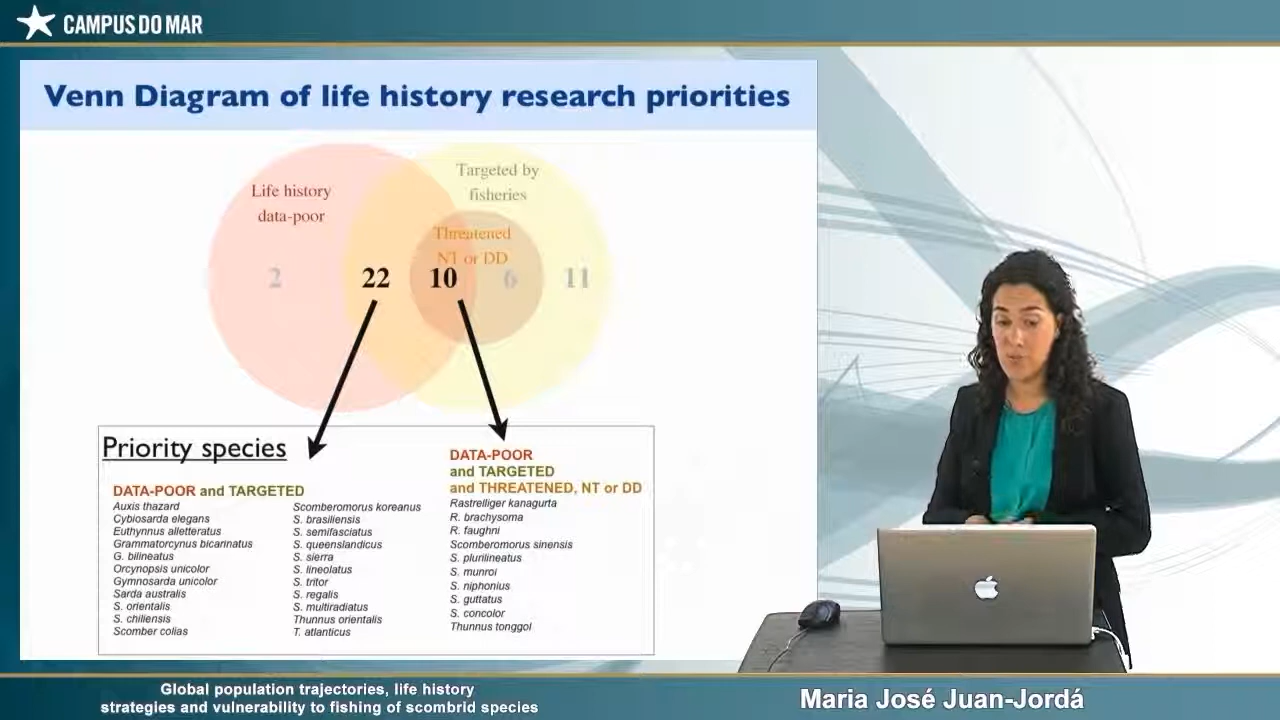 CAMPUS DO MAR
Venn Diagram of life history research priorities
Life history
data-poor
Targeted by
fisheries
Threatened
NT or DD
2
22
10
6
11
Priority species
DATA-POOR and TARGETED
Auxis thazard
Cybiosarda elegans
Euthynnus alletteratus
Grammatorcynus bicarinatus
G. bilineatus
Orcynopsis unicolor
Gymnosarda unicolor
Sarda australis
S. orientalis
S. chiliensis
Scomber colias
Scomberomorus koreanus
S. brasiliensis
S. semifasciatus
S. queenslandicus
S. sierra
S. lineolatus
S. tritor
S. regalis
S. multiradiatus
Thunnus orientalis
T. atlanticus
DATA-POOR
and TARGETED
and THREATENED, NT or DD
Rastrelliger kanagurta
R. brachysoma
R. faughni
Scomberomorus sinensis
S. plurilineatus
S. munroi
S. niphonius
S. guttatus
S. concolor
Thunnus tonggol
Global population trajectories, life history
strategies and vulnerability to fishing of scombrid species
Maria José Juan-Jordá